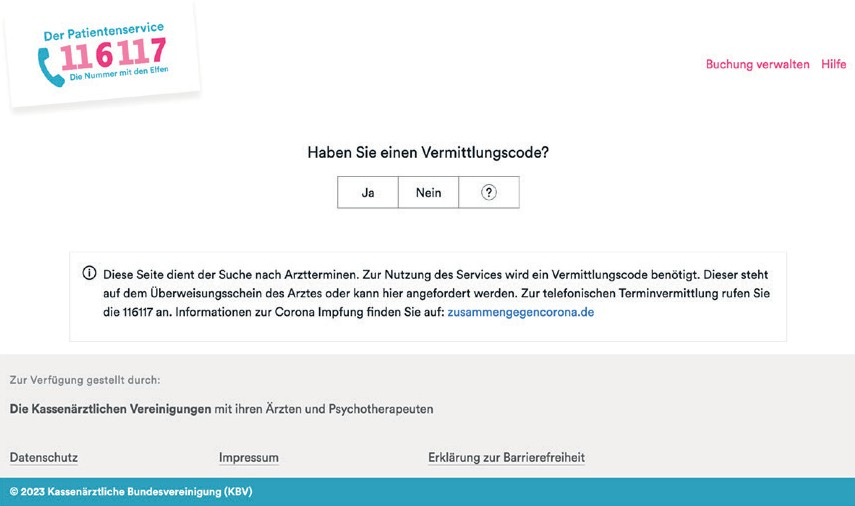 Der Patientenservice
116117
Die Nummer mit den Elfen
Buchung verwalten Hilfe
Haben Sie einen Vermittlungscode?
Ja Nein ?
Diese Seite dient der Suche nach Arztterminen. Zur Nutzung des Services wird ein Vermittlungscode benötigt. Dieser steht
auf dem Überweisungsschein des Arztes oder kann hier angefordert werden. Zur telefonischen Terminvermittlung rufen Sie
die 116117 an. Informationen zur Corona Impfung finden Sie auf: zusammengegencorona.de
Zur Verfügung gestellt durch:
Die Kassenärztlichen Vereinigungen mit ihren Ärzten und Psychotherapeuten
Datenschutz Impressum Erklärung zur Barrierefreiheit
© 2023 Kassenärztliche Bundesvereinigung (KBV)